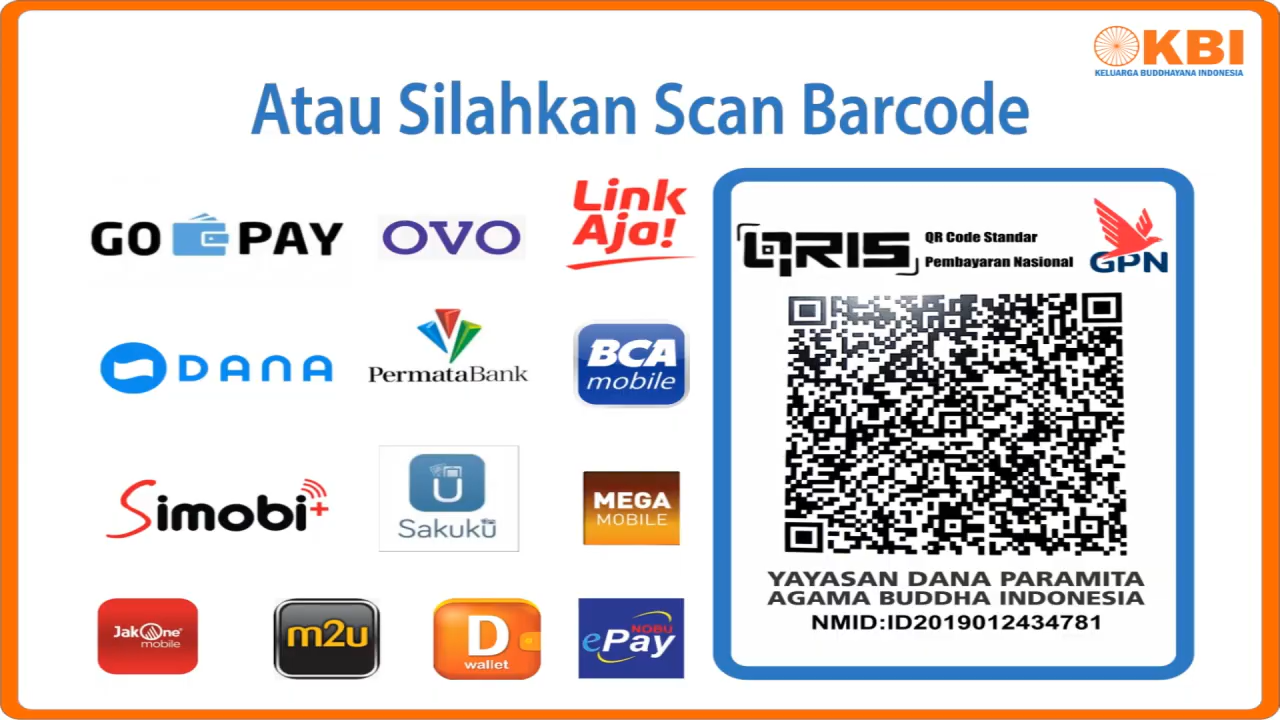 KBI
KELUARGA BUDDHAYANA INDONESIA
Atau Silahkan Scan Barcode
GO PAY
OVO
Link
Aja!
DANA
PermataBank
BCA
mobile
Simobi+
U
Sakuku
MEGA
MOBILE
JakOne
mobile
m2u
D
wallet
NOBU
ePay
QRIS
QR Code Standar
Pembayaran Nasional
GPN
YAYASAN DANA PARAMITA
AGAMA BUDDHA INDONESIA
NMID:ID2019012434781